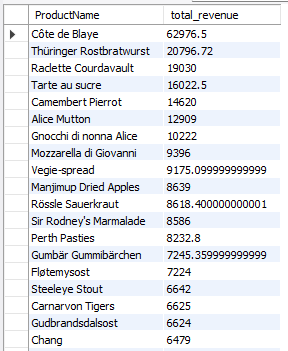 ProductName total_revenue
Côte de Blaye 62976.5
Thüringer Rostbratwurst 20796.72
Raclette Courdavault 19030
Tarte au sucre 16022.5
Camembert Pierrot 14620
Alice Mutton 12909
Gnocchi di nonna Alice 10222
Mozzarella di Giovanni 9396
Vegie-spread 9175.099999999999
Manjimup Dried Apples 8639
Rössle Sauerkraut 8618.400000000001
Sir Rodney's Marmalade 8586
Perth Pasties 8232.8
Gumbär Gummibärchen 7245.359999999999
Fløtemysost 7224
Steeleye Stout 6642
Carnarvon Tigers 6625
Gudbrandsdalsost 6624
Chang 6479